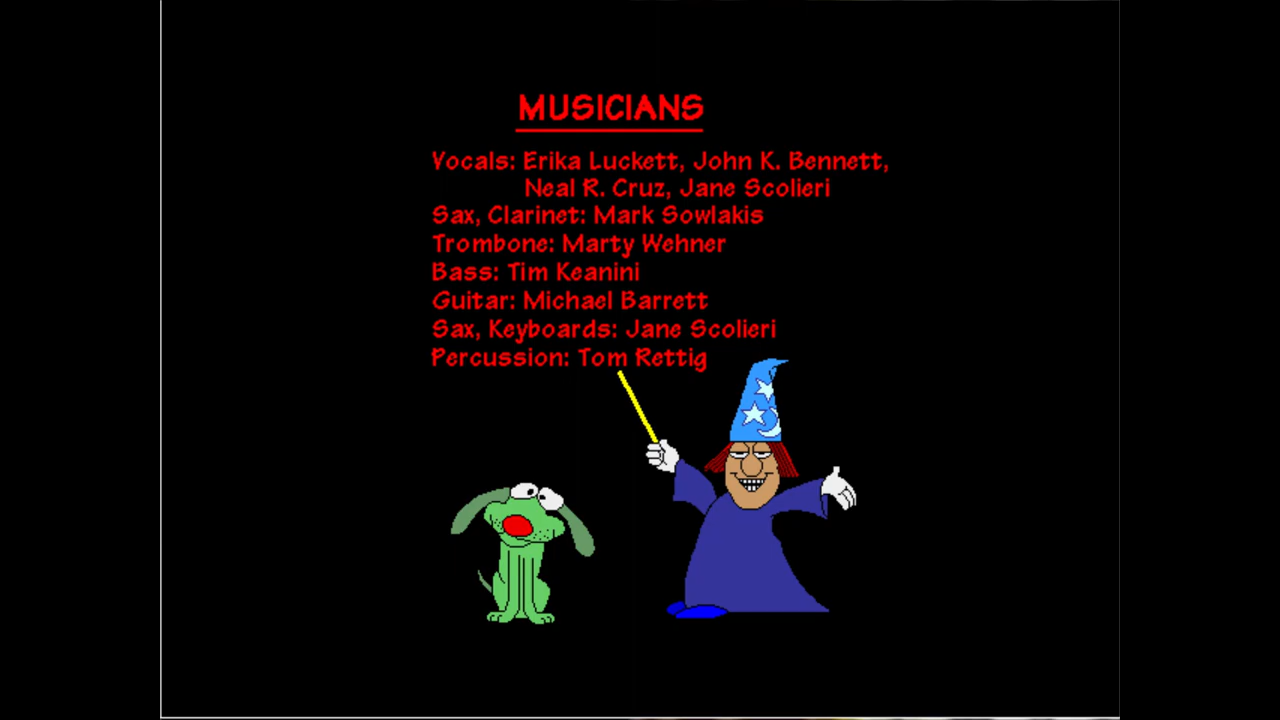 MUSICIANS
Vocals: Erika Luckett, John K. Bennett,
Neal R. Cruz, Jane Scolieri
Sax, Clarinet: Mark Sowlakis
Trombone: Marty Wehner
Bass: Tim Keanini
Guitar: Michael Barrett
Sax, Keyboards: Jane Scolieri
Percussion: Tom Rettig